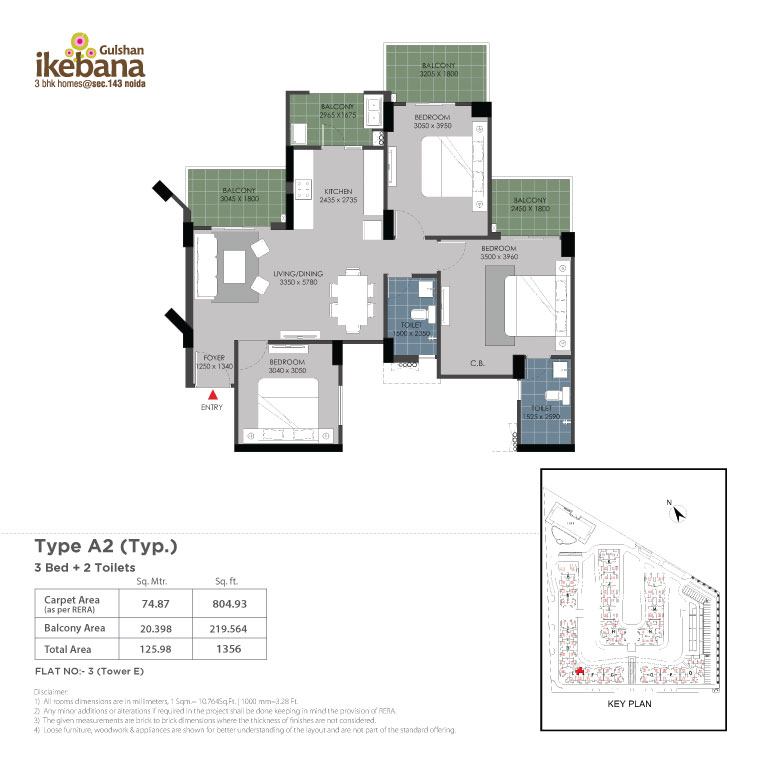 Gulshan
ikebana
3 bhk homes@sec.143 noida
BALCONY
3205 X 1800
BALCONY
2965 X1675
BEDROOM
3050 x 3950
BALCONY
3045 X 1800
KITCHEN
2435 x 2735
BALCONY
2450 X 1800
BEDROOM
3500 x 3960
LIVING/DINING
3350 x 5780
TOILET
1500 x 2350
FOYER
1250 x 1340
BEDROOM
3040 x 3050
C.B.
ENTRY
TOILET
1525 x 2590
N
KEY PLAN
Type A2 (Typ.)
3 Bed + 2 Toilets
Sq. Mtr. Sq. ft.
Carpet Area 74.87 804.93
(as per RERA)
Balcony Area 20.398 219.564
Total Area 125.98 1356
FLAT NO:- 3 (Tower E)
Disclaimer:
1) All rooms dimensions are in millimeters, 1 Sqm.= 10.764Sq.Ft. | 1000 mm=3.28 Ft.
2) Any minor additions or alterations if required in the project shall be done keeping in mind the provision of RERA.
3) The given measurements are brick to brick dimensions where the thickness of finishes are not considered.
4) Loose furniture, woodwork & appliances are shown for better understanding of the layout and are not part of the standard offering.